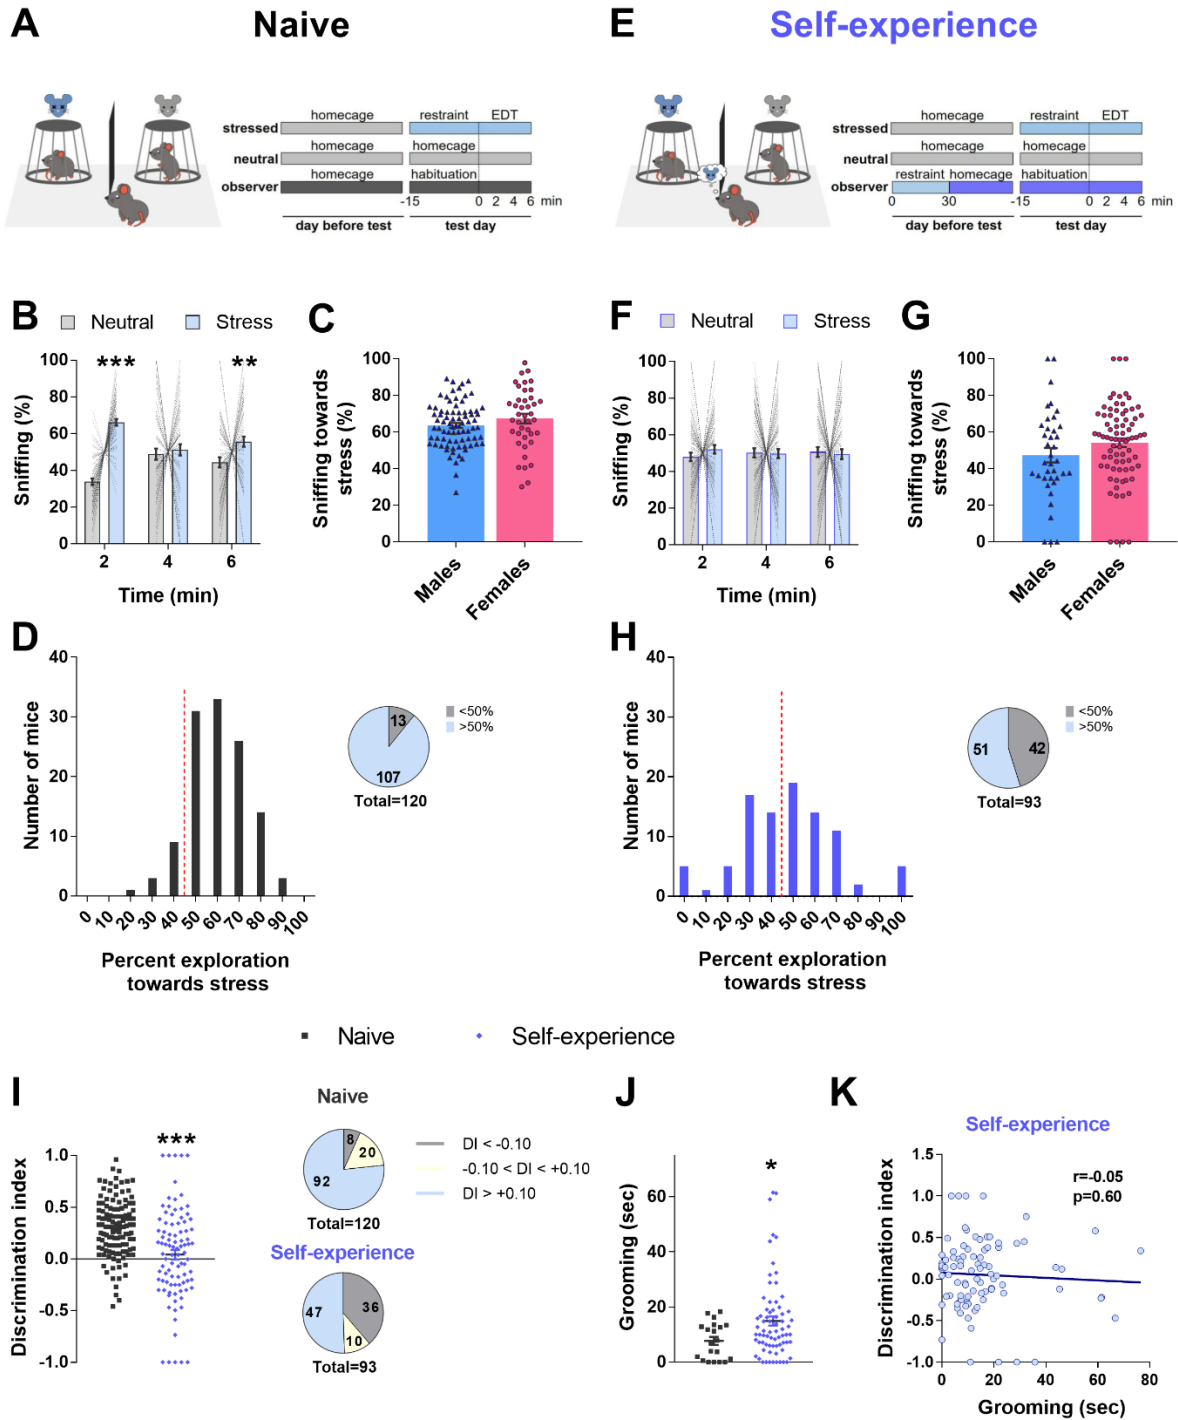 A
Naive
E
Self-experience
homecage
restraint
EDT
stressed
homecage
homecage
neutral
homecage
habituation
observer
-15
0 2 4 6 min
day before test
test day
homecage
restraint
EDT
stressed
homecage
homecage
neutral
restraint
homecage
habituation
observer
0
30
-15
0 2 4 6 min
day before test
test day
B
Neutral
Stress
Sniffing (%)
100
80
60
40
20
0
***
**
2
4
6
Time (min)
C
Sniffing towards
stress (%)
100
80
60
40
20
0
Males
Females
F
Neutral
Stress
Sniffing (%)
100
80
60
40
20
0
2
4
6
Time (min)
G
Sniffing towards
stress (%)
100
80
60
40
20
0
Males
Females
D
Number of mice
40
30
20
10
0
0 10 20 30 40 50 60 70 80 90 100
Percent exploration
towards stress
13
107
Total=120
<50%
>50%
H
Number of mice
40
30
20
10
0
0 10 20 30 40 50 60 70 80 90 100
Percent exploration
towards stress
51
42
Total=93
<50%
>50%
Naive
Self-experience
I
Discrimination index
1.0
0.5
0.0
-0.5
-1.0
***
Naive
8
20
92
Total=120
DI < -0.10
-0.10 < DI < +0.10
DI > +0.10
Self-experience
47
36
10
Total=93
J
Grooming (sec)
60
40
20
0
*
K
Self-experience
Discrimination index
1.5
1.0
0.5
0.0
-0.5
-1.0
r=-0.05
p=0.60
0 20 40 60 80
Grooming (sec)